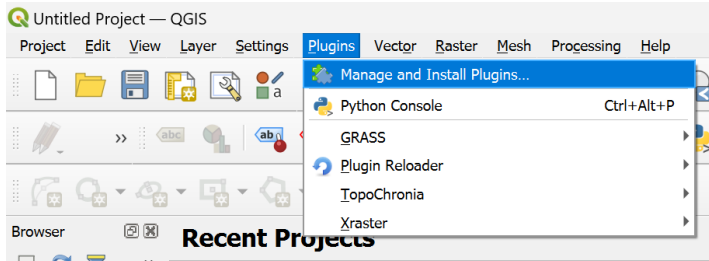 Untitled Project — QGIS
Project Edit View Layer Settings Plugins Vector Raster Mesh Processing Help
Manage and Install Plugins...
a
Python Console Ctrl+Alt+P
abc ab
GRASS
Plugin Reloader
TopoChronia
Xraster
Browser
Recent Projects